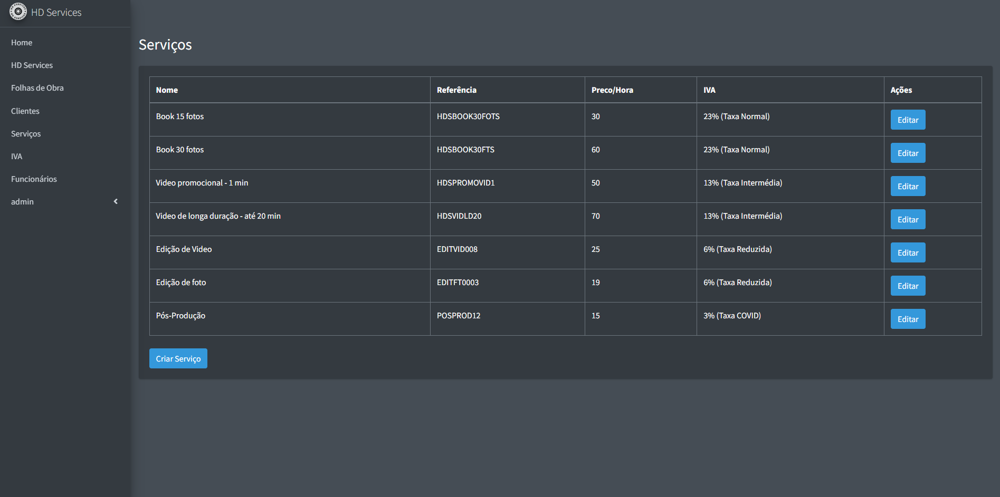 HD Services
Home
HD Services
Folhas de Obra
Clientes
Serviços
IVA
Funcionários
admin
Serviços
Nome Referência Preco/Hora IVA Ações
Book 15 fotos HDSBOOK30FOTS 30 23% (Taxa Normal) Editar
Book 30 fotos HDSBOOK30FTS 60 23% (Taxa Normal) Editar
Video promocional - 1 min HDSPROMOVID1 50 13% (Taxa Intermédia) Editar
Video de longa duração - até 20 min HDSVIDLD20 70 13% (Taxa Intermédia) Editar
Edição de Video EDITVID008 25 6% (Taxa Reduzida) Editar
Edição de foto EDITFT0003 19 6% (Taxa Reduzida) Editar
Pós-Produção POSPROD12 15 3% (Taxa COVID) Editar
Criar Serviço